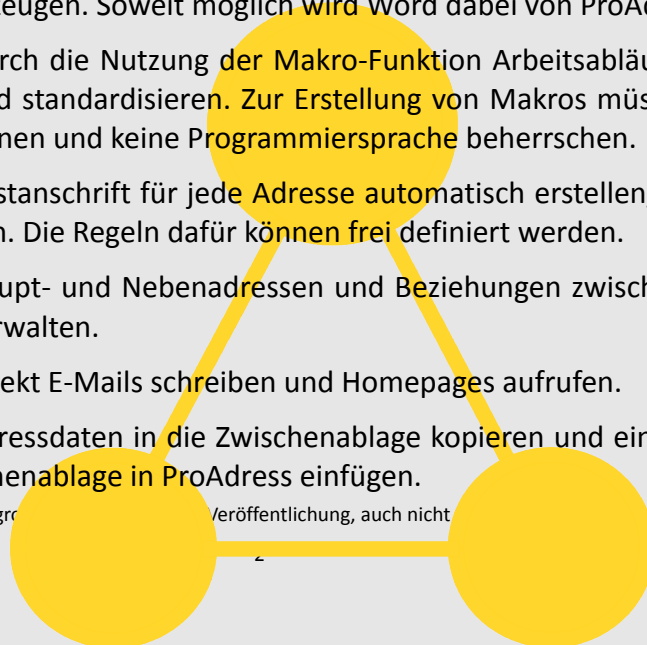 zeugen. Soweit möglich wird Word dabei von ProAd
rch die Nutzung der Makro-Funktion Arbeitsabläu
d standardisieren. Zur Erstellung von Makros müs
nen und keine Programmiersprache beherrschen.
stanschrift für jede Adresse automatisch erstellen,
n. Die Regeln dafür können frei definiert werden.
upt- und Nebenadressen und Beziehungen zwisch
rwalten.
ekt E-Mails schreiben und Homepages aufrufen.
ressdaten in die Zwischenablage kopieren und ein
henablage in ProAdress einfügen.
Veröffentlichung, auch nicht
2